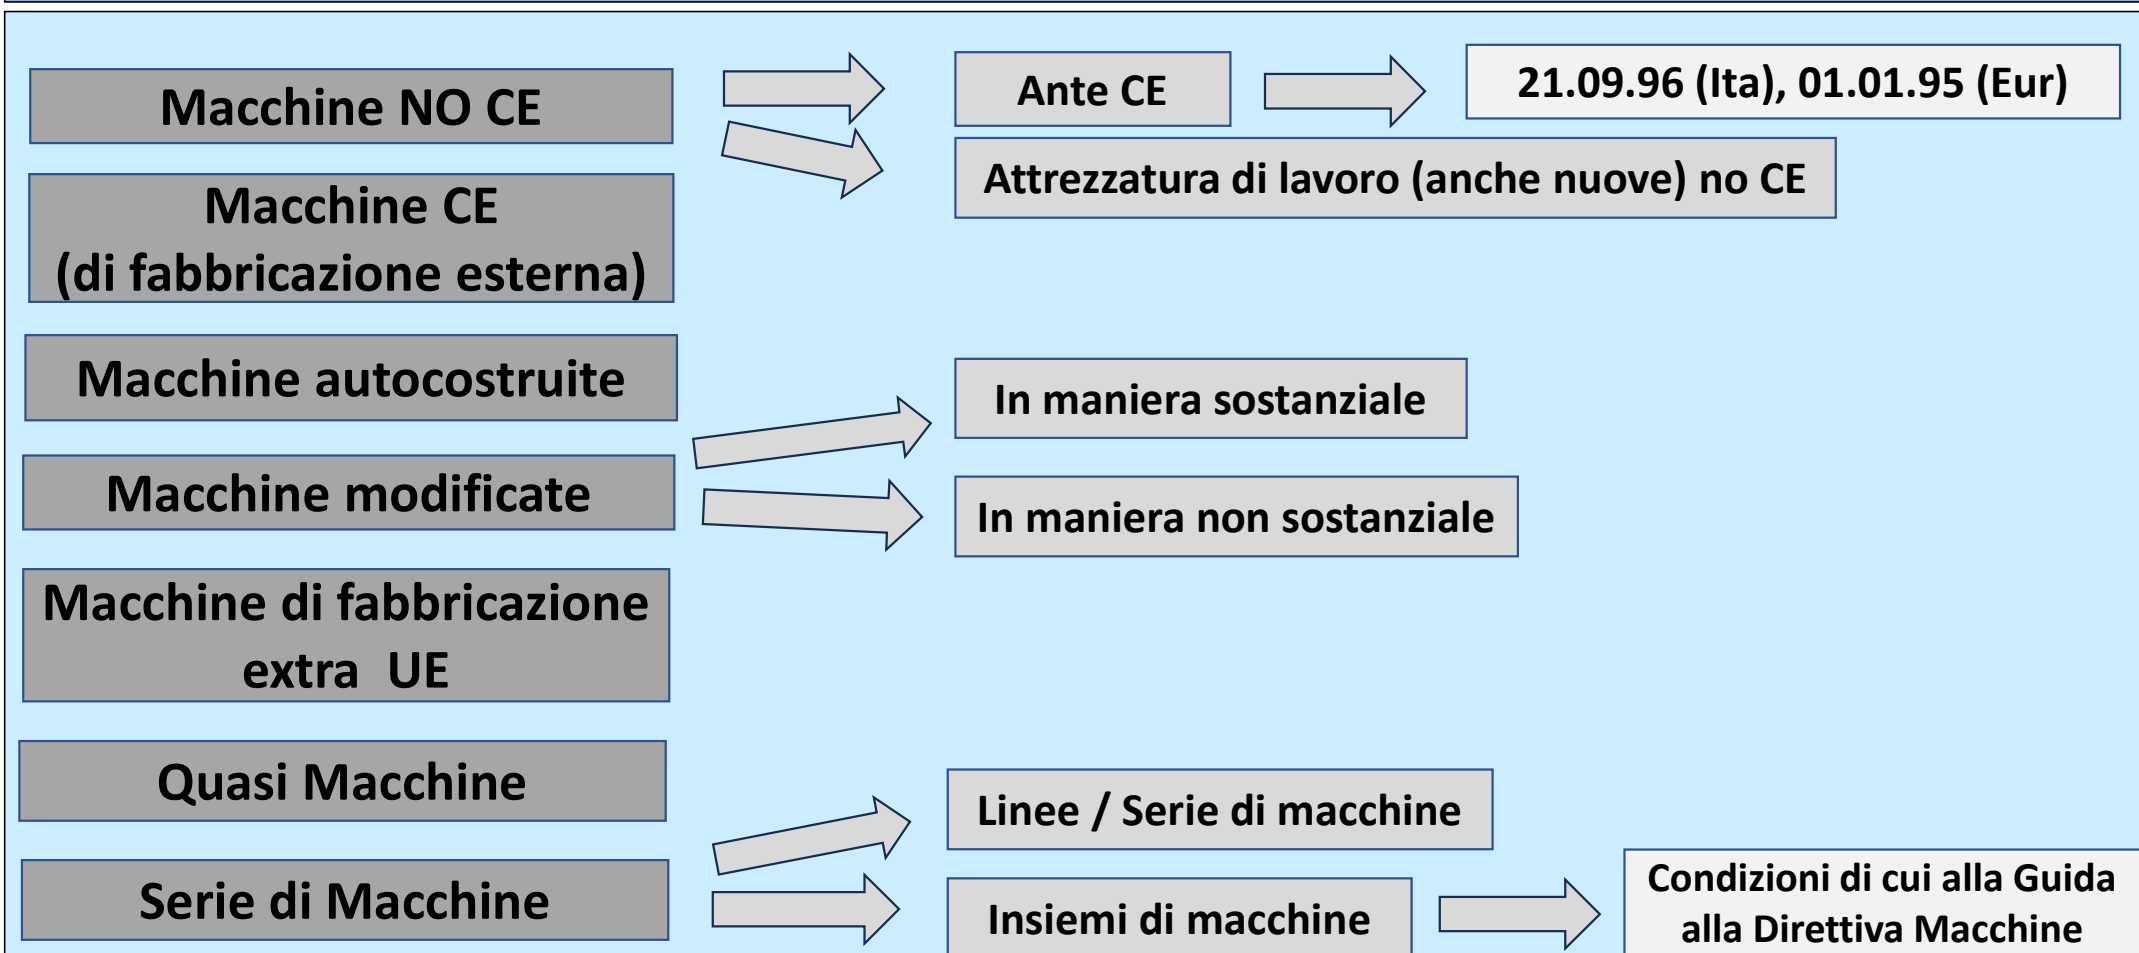 Macchine NO CE
Ante CE
21.09.96 (Ita), 01.01.95 (Eur)
Attrezzatura di lavoro (anche nuove) no CE
Macchine CE
(di fabbricazione esterna)
Macchine autocostruite
Macchine modificate
In maniera sostanziale
In maniera non sostanziale
Macchine di fabbricazione
extra UE
Quasi Macchine
Serie di Macchine
Linee / Serie di macchine
Insiemi di macchine
Condizioni di cui alla Guida
alla Direttiva Macchine